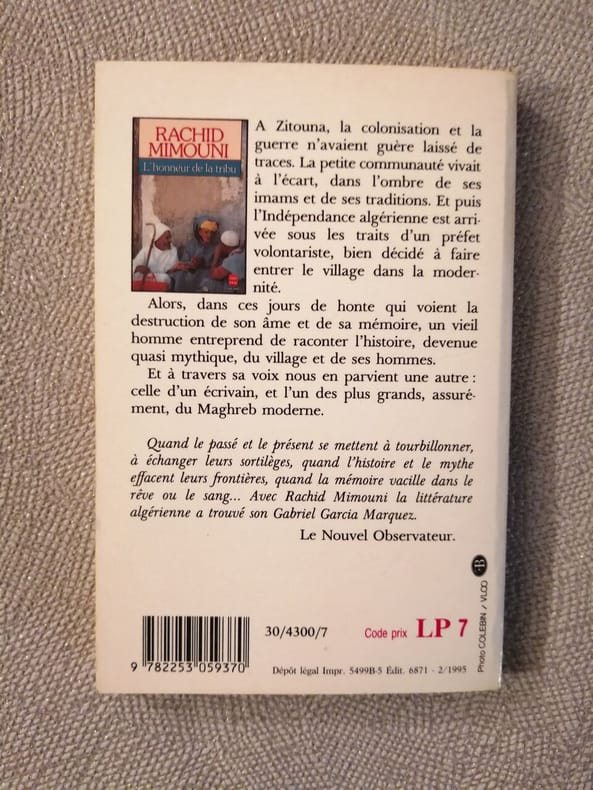 RACHID
MIMOUNI
L'honneur de la tribu
A Zitouna, la colonisation et la
guerre n'avaient guère laissé de
traces. La petite communauté vivait
à l'écart, dans l'ombre de ses
imams et de ses traditions. Et puis
l'Indépendance algérienne est arri-
vée sous les traits d'un préfet
volontariste, bien décidé à faire
entrer le village dans la moder-
nité.
Alors, dans ces jours de honte qui voient la
destruction de son âme et de sa mémoire, un vieil
homme entreprend de raconter l'histoire, devenue
quasi mythique, du village et de ses hommes.
Et à travers sa voix nous en parvient une autre :
celle d'un écrivain, et l'un des plus grands, assuré-
ment, du Maghreb moderne.
Quand le passé et le présent se mettent à tourbillonner,
à échanger leurs sortilèges, quand l'histoire et le mythe
effacent leurs frontières, quand la mémoire vacille dans le
rêve ou le sang... Avec Rachid Mimouni la littérature
algérienne a trouvé son Gabriel Garcia Marquez.
Le Nouvel Observateur.
Photo COLEBIN / VLOO
30/4300/7
Code prix LP 7
9 782253 059370
Dépôt légal Impr. 5499B-5 Édit. 6871 - 2/1995